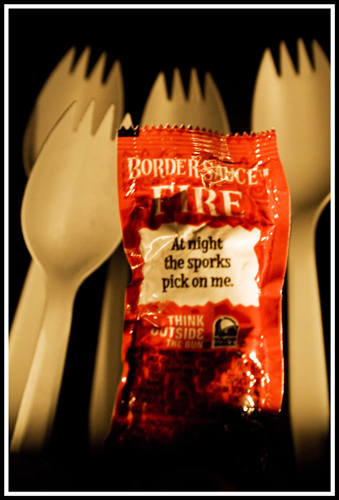 BORDER SAUCE
FIRE
At night
the sporks
pick on me.
THINK
OUTSIDE
THE BUN